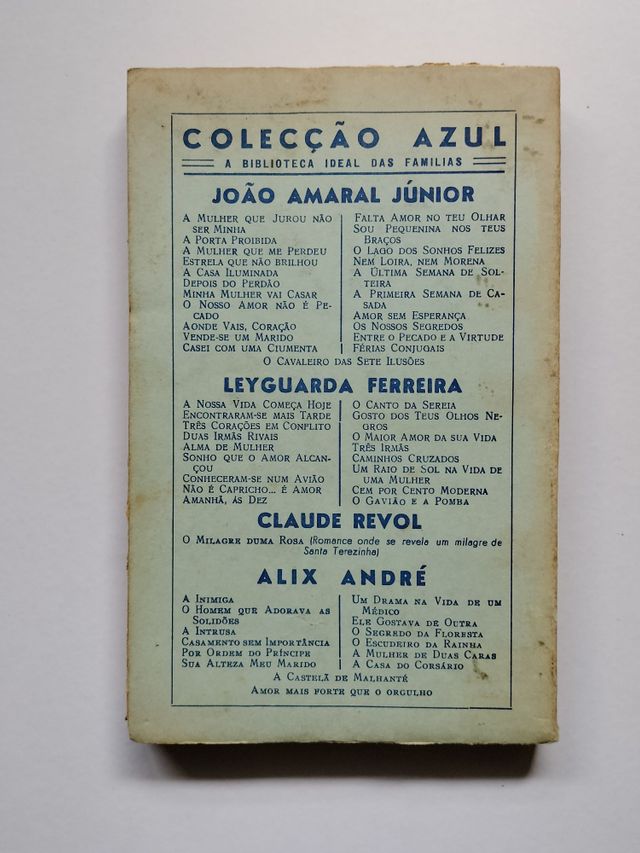 COLECÇÃO AZUL
A BIBLIOTECA IDEAL DAS FAMILIAS
JOÃO AMARAL JÚNIOR
A MULHER QUE JUROU NÃO
SER MINHA
A PORTA PROIBIDA
A MULHER QUE ME PERDEU
ESTRELA QUE NÃO BRILHOU
A CASA ILUMINADA
DEPOIS DO PERDÃO
MINHA MULHER VAI CASAR
O NOSSO AMOR NÃO É PE-
CADO
AONDE VAIS, CORAÇÃO
VENDE-SE UM MARIDO
CASEI COM UMA CIUMENTA
FALTA AMOR NO TEU OLHAR
SOU PEQUENINA NOS TEUS
BRAÇOS
O LAGO DOS SONHOS FELIZES
NEM LOIRA, NEM MORENA
A ÚLTIMA SEMANA DE SOL-
TEIRA
A PRIMEIRA SEMANA DE CA-
SADA
AMOR SEM ESPERANÇA
OS NOSSOS SEGREDOS
ENTRE O PECADO E A VIRTUDE
FÉRIAS CONJUGAIS
O CAVALEIRO DAS SETE ILUSÕES
LEYGUARDA FERREIRA
A NOSSA VIDA COMEÇA HOJE
ENCONTRARAM-SE MAIS TARDE
TRÊS CORAÇÕES EM CONFLITO
DUAS IRMÃS RIVAIS
ALMA DE MULHER
SONHO QUE O AMOR ALCAN-
ÇOU
CONHECERAM-SE NUM AVIÃO
NÃO É CAPRICHO... É AMOR
AMANHÃ, ÀS DEZ
O CANTO DA SEREIA
GOSTO DOS TEUS OLHOS NE-
GROS
O MAIOR AMOR DA SUA VIDA
TRÊS IRMÃS
CAMINHOS CRUZADOS
UM RAIO DE SOL NA VIDA DE
UMA MULHER
CEM POR CENTO MODERNA
O GAVIÃO E A POMBA
CLAUDE REVOL
O MILAGRE DUMA ROSA (Romance onde se revela um milagre de
Santa Terezinha)
ALIX ANDRÉ
A INIMIGA
O HOMEM QUE ADORAVA AS
SOLIDÕES
A INTRUSA
CASAMENTO SEM IMPORTÂNCIA
POR ORDEM DO PRÍNCIPE
SUA ALTEZA MEU MARIDO
UM DRAMA NA VIDA DE UM
MÉDICO
ELE GOSTAVA DE OUTRA
O SEGREDO DA FLORESTA
O ESCUDEIRO DA RAINHA
A MULHER DE DUAS CARAS
A CASA DO CORSÁRIO
A CASTELÃ DE MALHANTÉ
AMOR MAIS FORTE QUE O ORGULHO